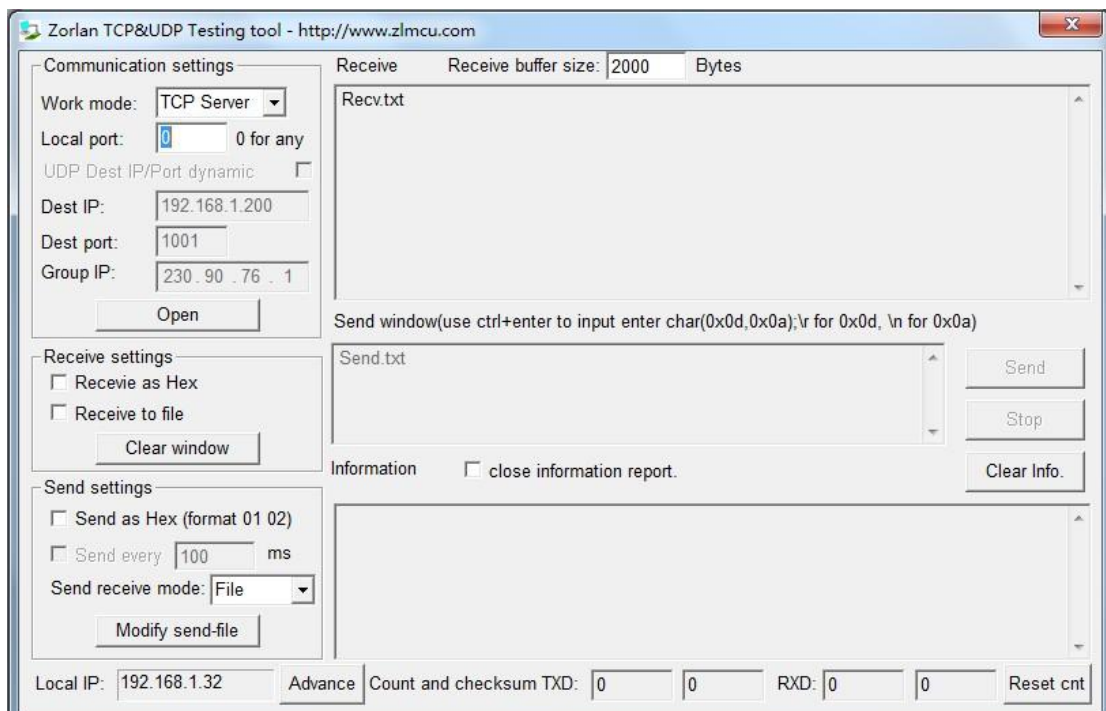 Zorlan TCP&UDP Testing tool - http://www.zlmcu.com
Communication settings
Work mode: TCP Server
Local port: 0 0 for any
UDP Dest IP/Port dynamic
Dest IP: 192.168.1.200
Dest port: 1001
Group IP: 230 . 90 . 76 . 1
Open
Receive settings
Recevie as Hex
Receive to file
Clear window
Send settings
Send as Hex (format 01 02)
Send every 100 ms
Send receive mode: File
Modify send-file
Receive Receive buffer size: 2000 Bytes
Recv.txt
Send window(use ctrl+enter to input enter char(0x0d,0x0a);\r for 0x0d, \n for 0x0a)
Send.txt
Send
Stop
Information close information report.
Clear Info.
Local IP: 192.168.1.32 Advance Count and checksum TXD: 0 0 RXD: 0 0 Reset cnt